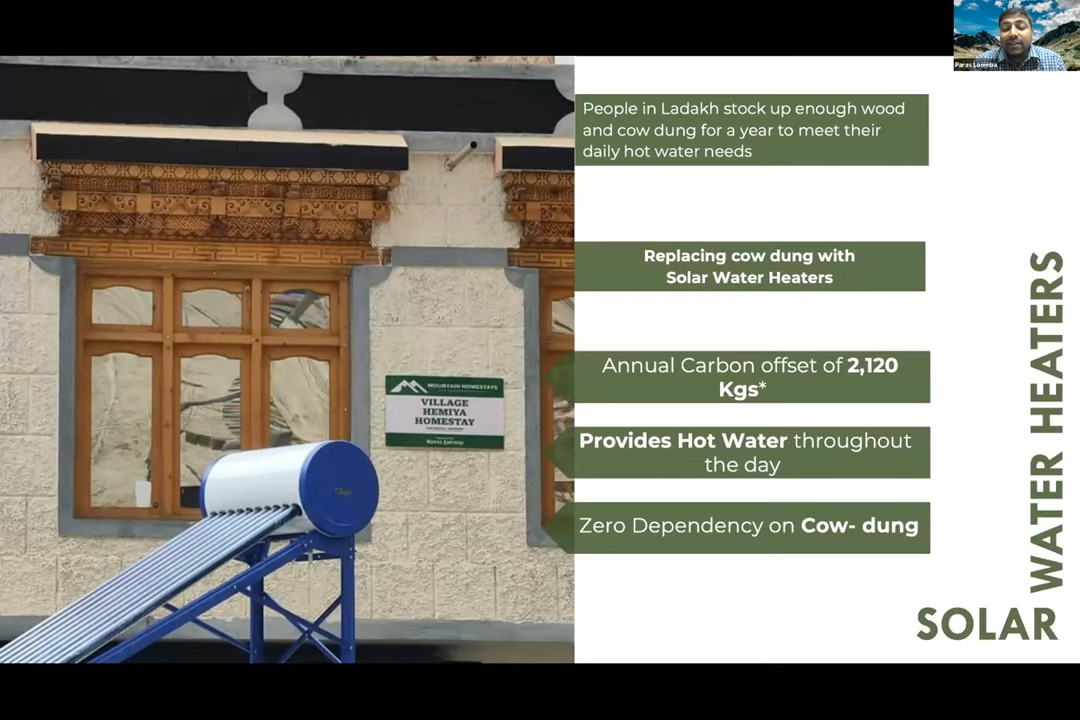 Paras Loomba
People in Ladakh stock up enough wood
and cow dung for a year to meet their
daily hot water needs
Replacing cow dung with
Solar Water Heaters
Annual Carbon offset of 2,120
Kgs*
Provides Hot Water throughout
the day
Zero Dependency on Cow- dung
SOLAR
WATER HEATERS
MOUNTAIN HOMESTAYS
VILLAGE
HEMIYA
HOMESTAY
ROYAL ENFIELD